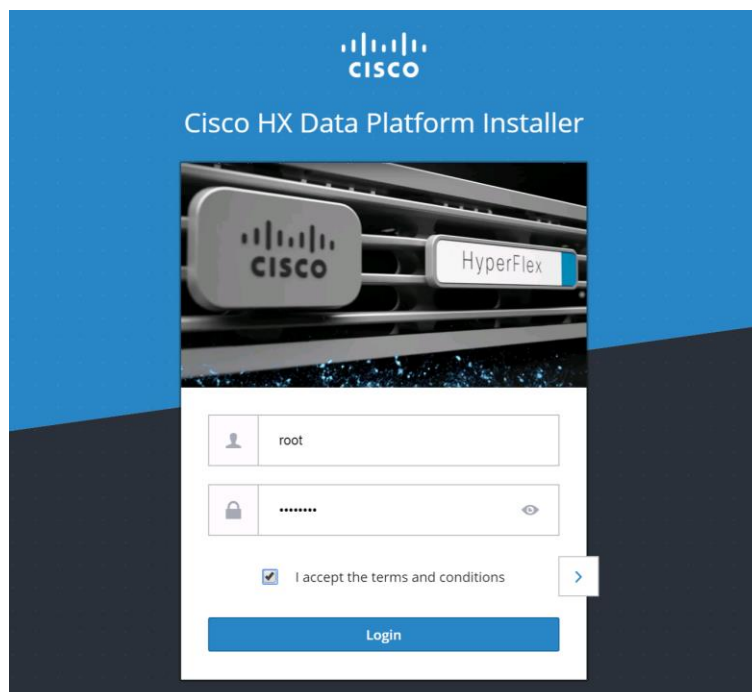 CISCO
Cisco HX Data Platform Installer
CISCO
HyperFlex
root
••••••••
I accept the terms and conditions
Login